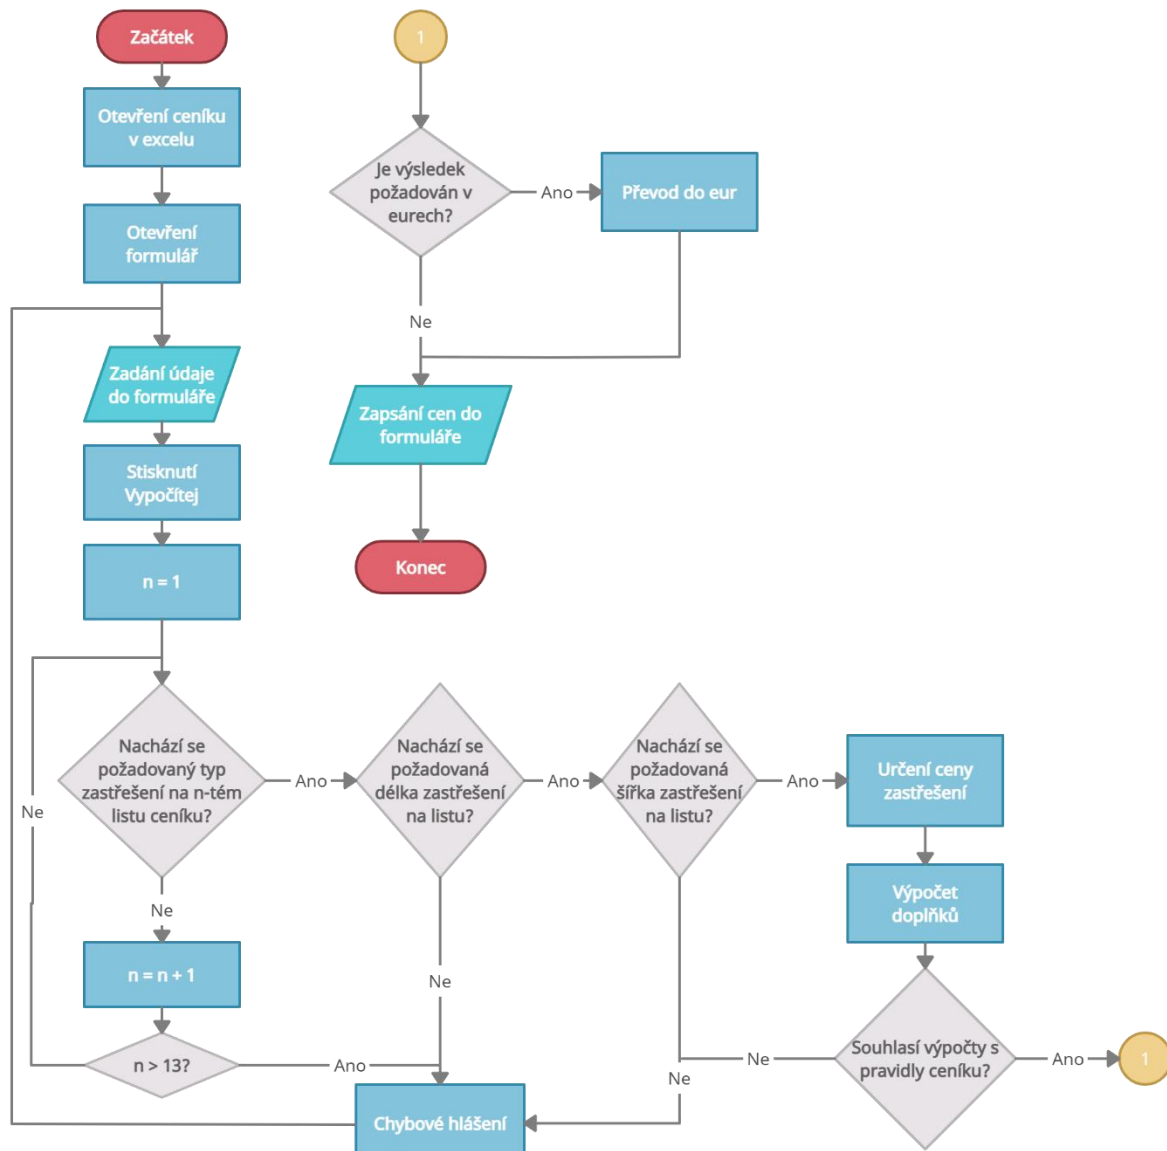 Začátek
Otevření ceníku
v excelu
Otevření
formulář
Zadání údaje
do formuláře
Stisknutí
Vypočítej
n = 1
Nachází se
požadovaný typ
zastřešení na n-tém
listu ceníku?
Ano
Ne
Ne
n = n + 1
n > 13?
Ano
Nachází se
požadovaná
délka zastřešení
na listu?
Ano
Ne
Nachází se
požadovaná
šířka zastřešení
na listu?
Ano
Ne
Chybové hlášení
Určení ceny
zastřešení
Výpočet
doplňků
Souhlasí výpočty s
pravidly ceníku?
Ne
Ano
1
1
Je výsledek
požadován v
eurech?
Ano
Převod do eur
Ne
Zapsání cen do
formuláře
Konec